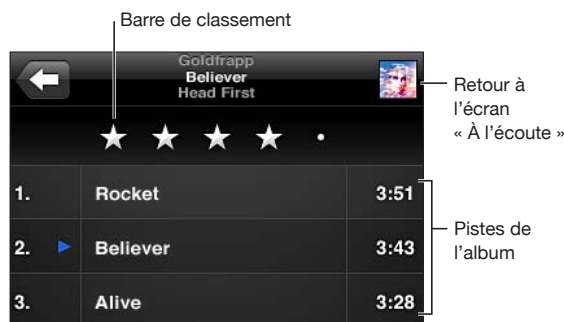 Barre de classement
Goldfrapp
Believer
Head First
Retour à
l'écran
« À l'écoute »
1. Rocket 3:51
2. Believer 3:43
3. Alive 3:28
Pistes de
l'album